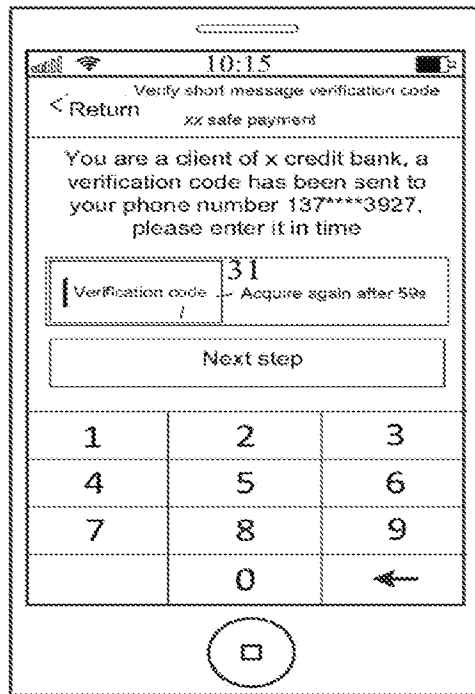 10:15
Verify short message verification code
< Return
xx safe payment
You are a client of x credit bank, a
verification code has been sent to
your phone number 137****3927,
please enter it in time
31
Verification code
Acquire again after 59s
Next step
1 2 3
4 5 6
7 8 9
0